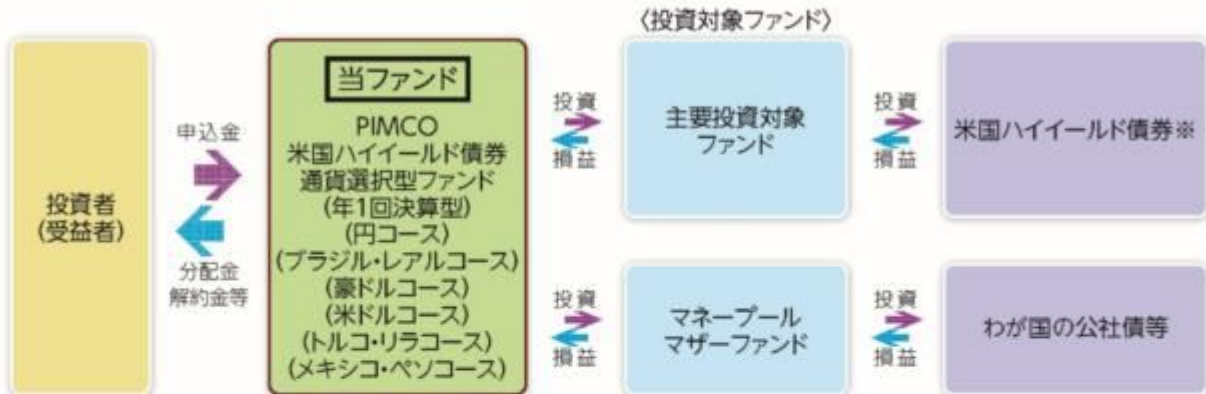 〈投資対象ファンド〉
投資者
(受益者)
申込金
分配金
解約金等
当ファンド
PIMCO
米国ハイイールド債券
通貨選択型ファンド
(年1回決算型)
(円コース)
(ブラジル・レアルコース)
(豪ドルコース)
(米ドルコース)
(トルコ・リラコース)
(メキシコ・ペソコース)
投資
損益
主要投資対象
ファンド
投資
損益
米国ハイイールド債券※
投資
損益
マネープール
マザーファンド
投資
損益
わが国の公社債等